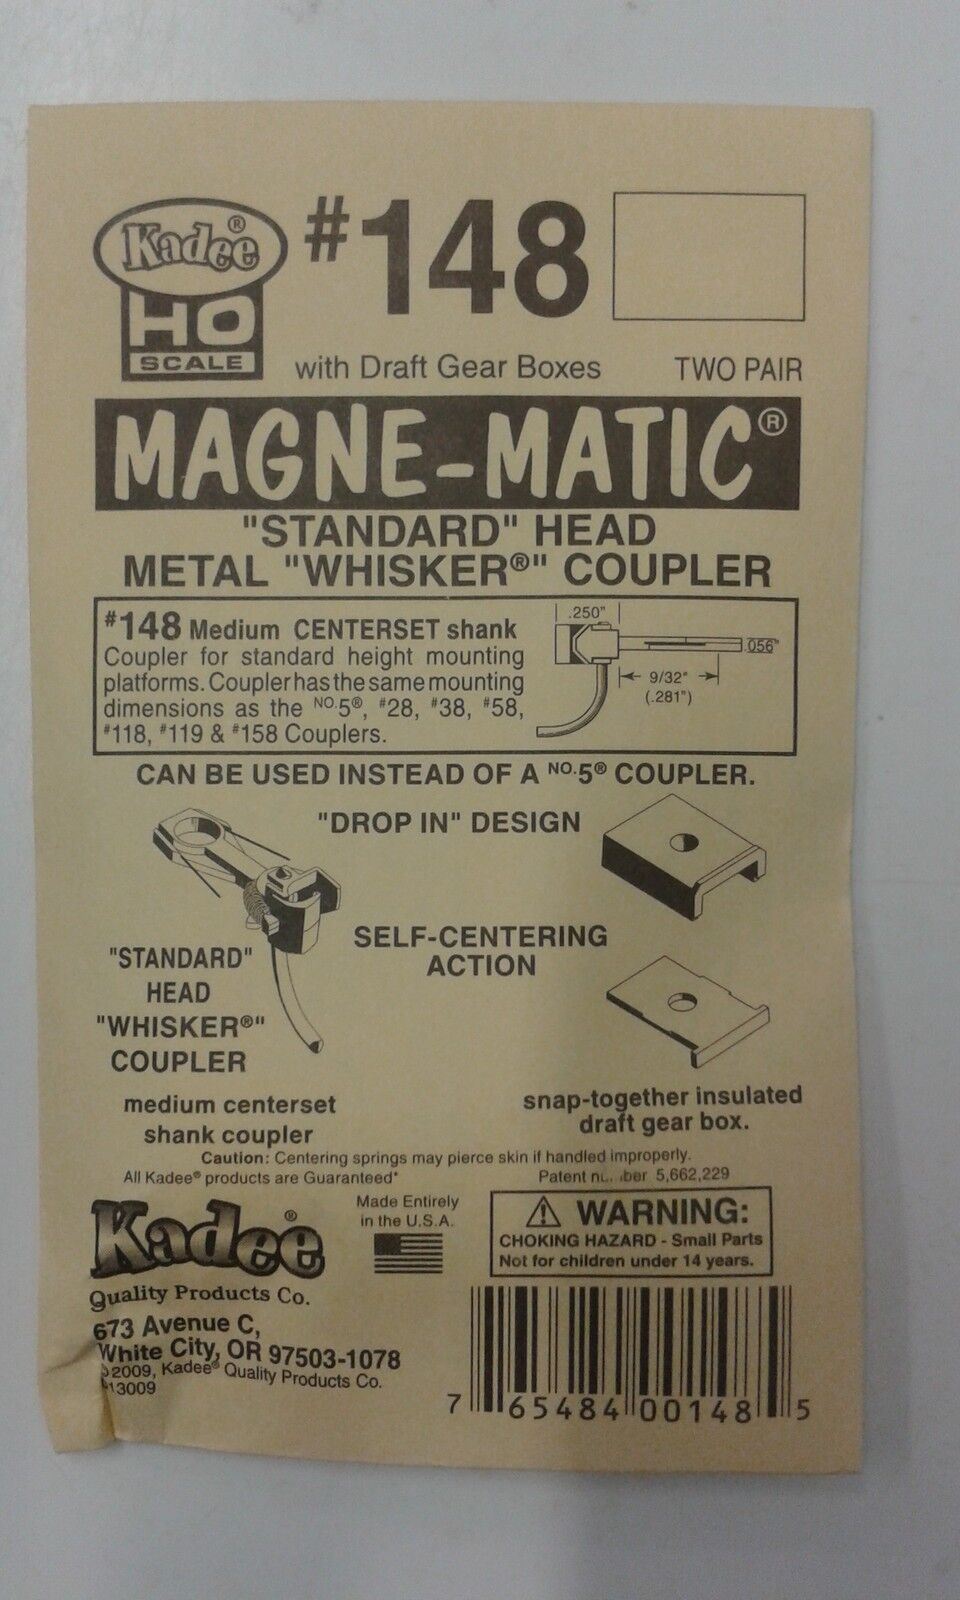 Kadee®
HO
SCALE
#148
with Draft Gear Boxes
TWO PAIR
MAGNE-MATIC®
"STANDARD" HEAD
METAL "WHISKER®" COUPLER
#148 Medium CENTERSET shank
Coupler for standard height mounting
platforms. Coupler has the same mounting
dimensions as the NO.5®, #28, #38, #58,
#118, #119 & #158 Couplers.
.250"
.056"
9/32"
(.281")
CAN BE USED INSTEAD OF A NO.5® COUPLER.
"DROP IN" DESIGN
SELF-CENTERING
ACTION
"STANDARD"
HEAD
"WHISKER®"
COUPLER
medium centerset
shank coupler
snap-together insulated
draft gear box.
Caution: Centering springs may pierce skin if handled improperly.
All Kadee® products are Guaranteed*
Patent 5,662,229
Kadee®
Quality Products Co.
673 Avenue C,
White City, OR 97503-1078
2009, Kadee® Quality Products Co.
13009
Made Entirely
in the U.S.A.
WARNING:
CHOKING HAZARD - Small Parts
Not for children under 14 years.
7 65484 00148 5